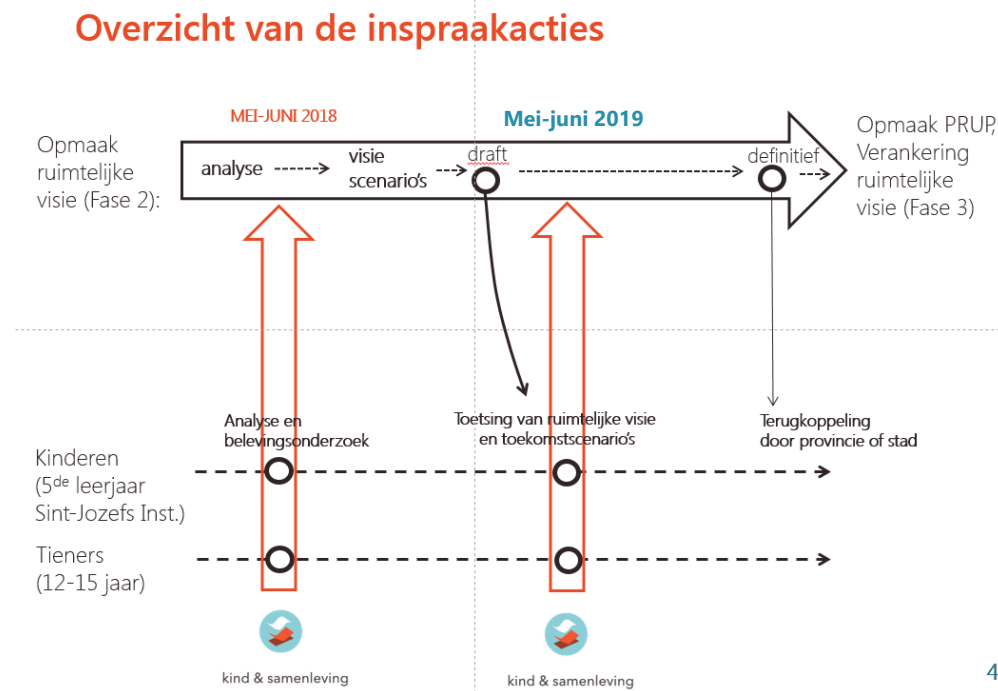 Overzicht van de inspraakacties
MEI-JUNI 2018
Mei-juni 2019
Opmaak
ruimtelijke
visie (Fase 2):
analyse
visie
scenario's
draft
definitief
Opmaak PRUP,
Verankering
ruimtelijke
visie (Fase 3)
Analyse en
belevingsonderzoek
Toetsing van ruimtelijke visie
en toekomstscenario's
Terugkoppeling
door provincie of stad
Kinderen
(5de leerjaar
Sint-Jozefs Inst.)
Tieners
(12-15 jaar)
kind & samenleving
kind & samenleving
4